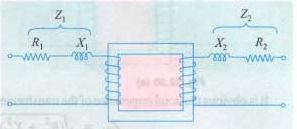 Z₁ Z₂
R₁ X₁ X₂ R₂